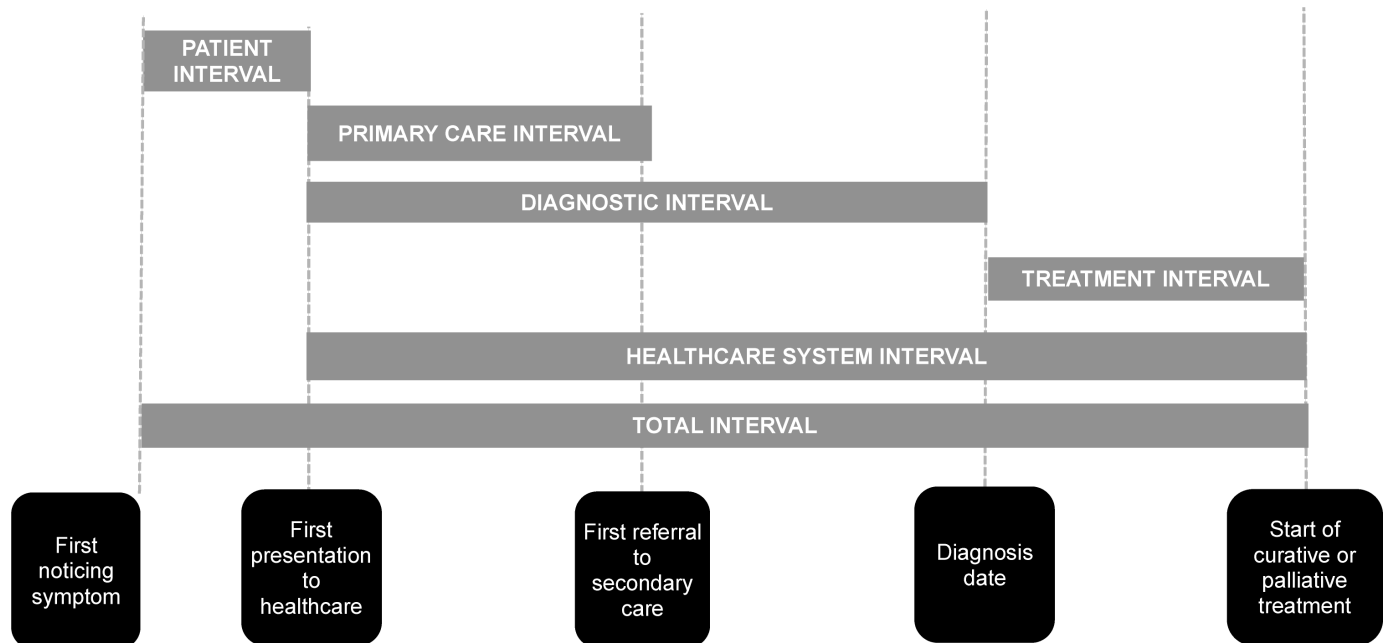 PATIENT
INTERVAL
PRIMARY CARE INTERVAL
DIAGNOSTIC INTERVAL
TREATMENT INTERVAL
HEALTHCARE SYSTEM INTERVAL
TOTAL INTERVAL
First
noticing
symptom
First
presentation
to
healthcare
First referral
to
secondary
care
Diagnosis
date
Start of
curative or
palliative
treatment